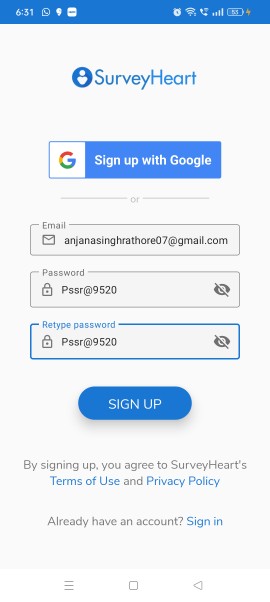 6:31
53
SurveyHeart
Sign up with Google
or
Email
anjanasinghrathore07@gmail.com
Password
Pssr@9520
Retype password
Pssr@9520
SIGN UP
By signing up, you agree to SurveyHeart's
Terms of Use and Privacy Policy
Already have an account? Sign in